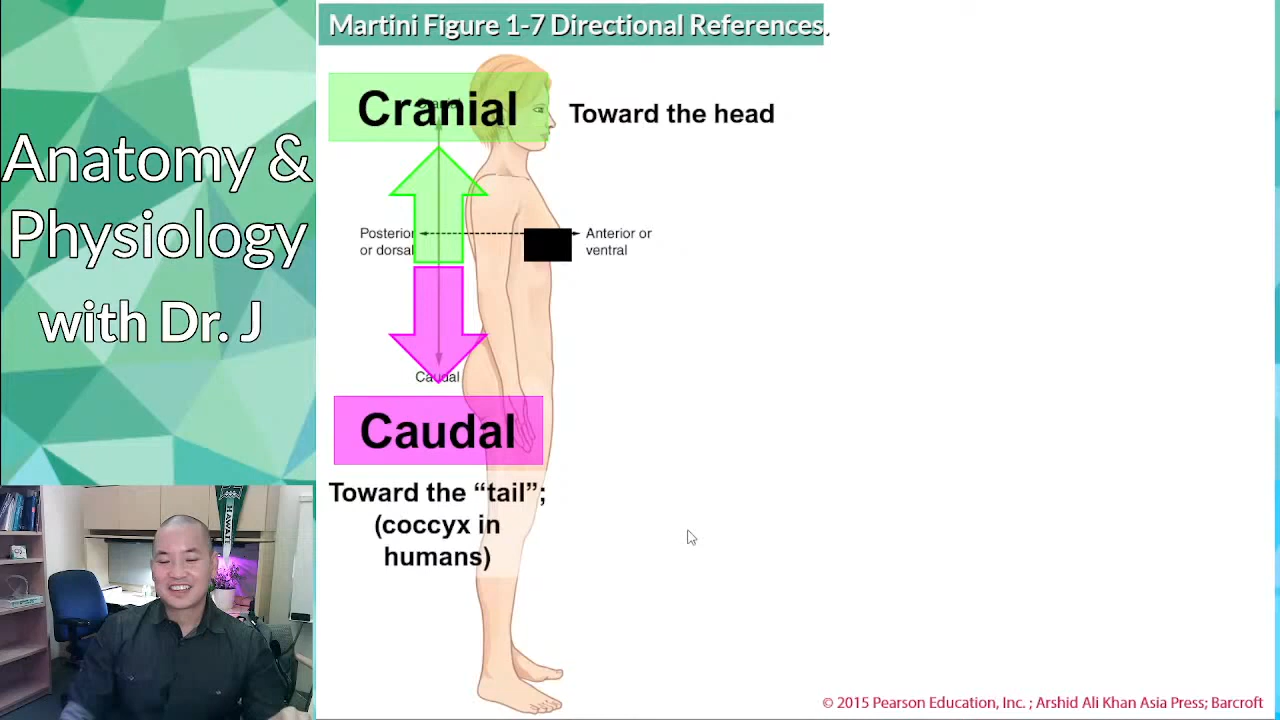 Martini Figure 1-7 Directional References.
Anatomy &
Physiology
with Dr. J
Cranial
Toward the head
Posterior
or dorsal
Anterior or
ventral
Caudal
Caudal
Toward the “tail”;
(coccyx in
humans)
HAWAII
© 2015 Pearson Education, Inc. ; Arshid Ali Khan Asia Press; Barcroft